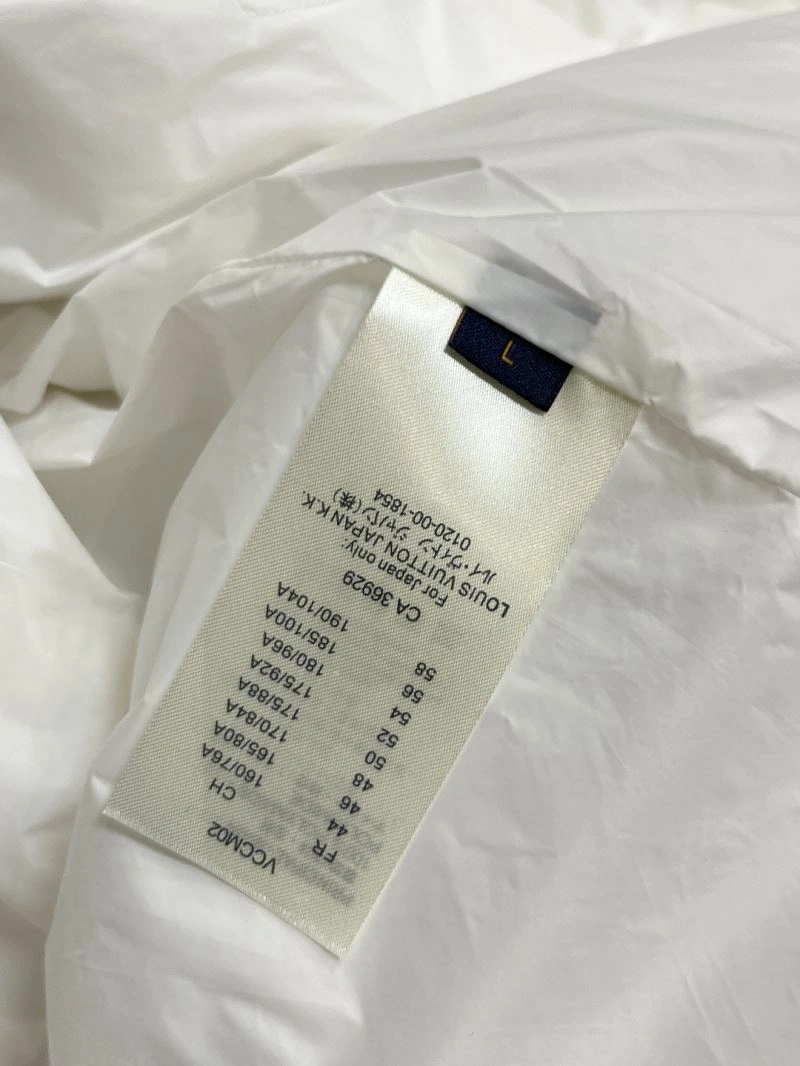 VCCM02
FR CH
44 160/76A
46 165/80A
48 170/84A
50 175/88A
52 175/92A
54 180/96A
56 185/100A
58 190/104A
CA 36929
For Japan only.
LOUIS VUITTON JAPAN K.K.
ルイ・ヴィトン ジャパン(株)
0120-00-1854
L